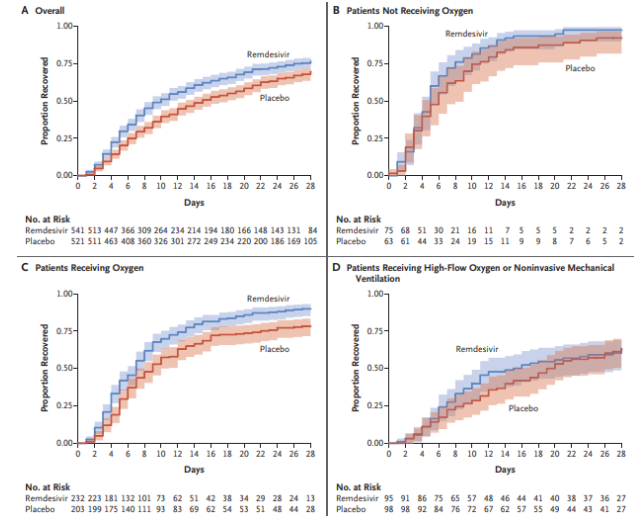 A Overall
1.00
0.75
0.50
0.25
0.00
Proportion Recovered
Remdesivir
Placebo
0 2 4 6 8 10 12 14 16 18 20 22 24 26 28
Days
No. at Risk
Remdesivir 541 513 447 366 309 264 234 214 194 180 166 148 143 131 84
Placebo 521 511 463 408 360 326 301 272 249 234 220 200 186 169 105
B Patients Not Receiving Oxygen
1.00
0.75
0.50
0.25
0.00
Proportion Recovered
Remdesivir
Placebo
0 2 4 6 8 10 12 14 16 18 20 22 24 26 28
Days
No. at Risk
Remdesivir 75 68 51 30 21 16 11 7 5 5 5 2 2 2 2
Placebo 63 61 44 33 24 19 15 11 9 9 8 7 6 5 2
C Patients Receiving Oxygen
1.00
0.75
0.50
0.25
0.00
Proportion Recovered
Remdesivir
Placebo
0 2 4 6 8 10 12 14 16 18 20 22 24 26 28
Days
No. at Risk
Remdesivir 232 223 181 132 101 73 62 51 42 38 34 29 28 24 13
Placebo 203 199 175 140 111 93 83 69 62 54 53 51 48 44 28
D Patients Receiving High-Flow Oxygen or Noninvasive Mechanical
Ventilation
1.00
0.75
0.50
0.25
0.00
Proportion Recovered
Remdesivir
Placebo
0 2 4 6 8 10 12 14 16 18 20 22 24 26 28
Days
No. at Risk
Remdesivir 95 91 86 75 65 57 48 46 44 41 40 38 37 36 27
Placebo 98 98 92 84 76 72 67 62 57 55 49 44 43 41 27